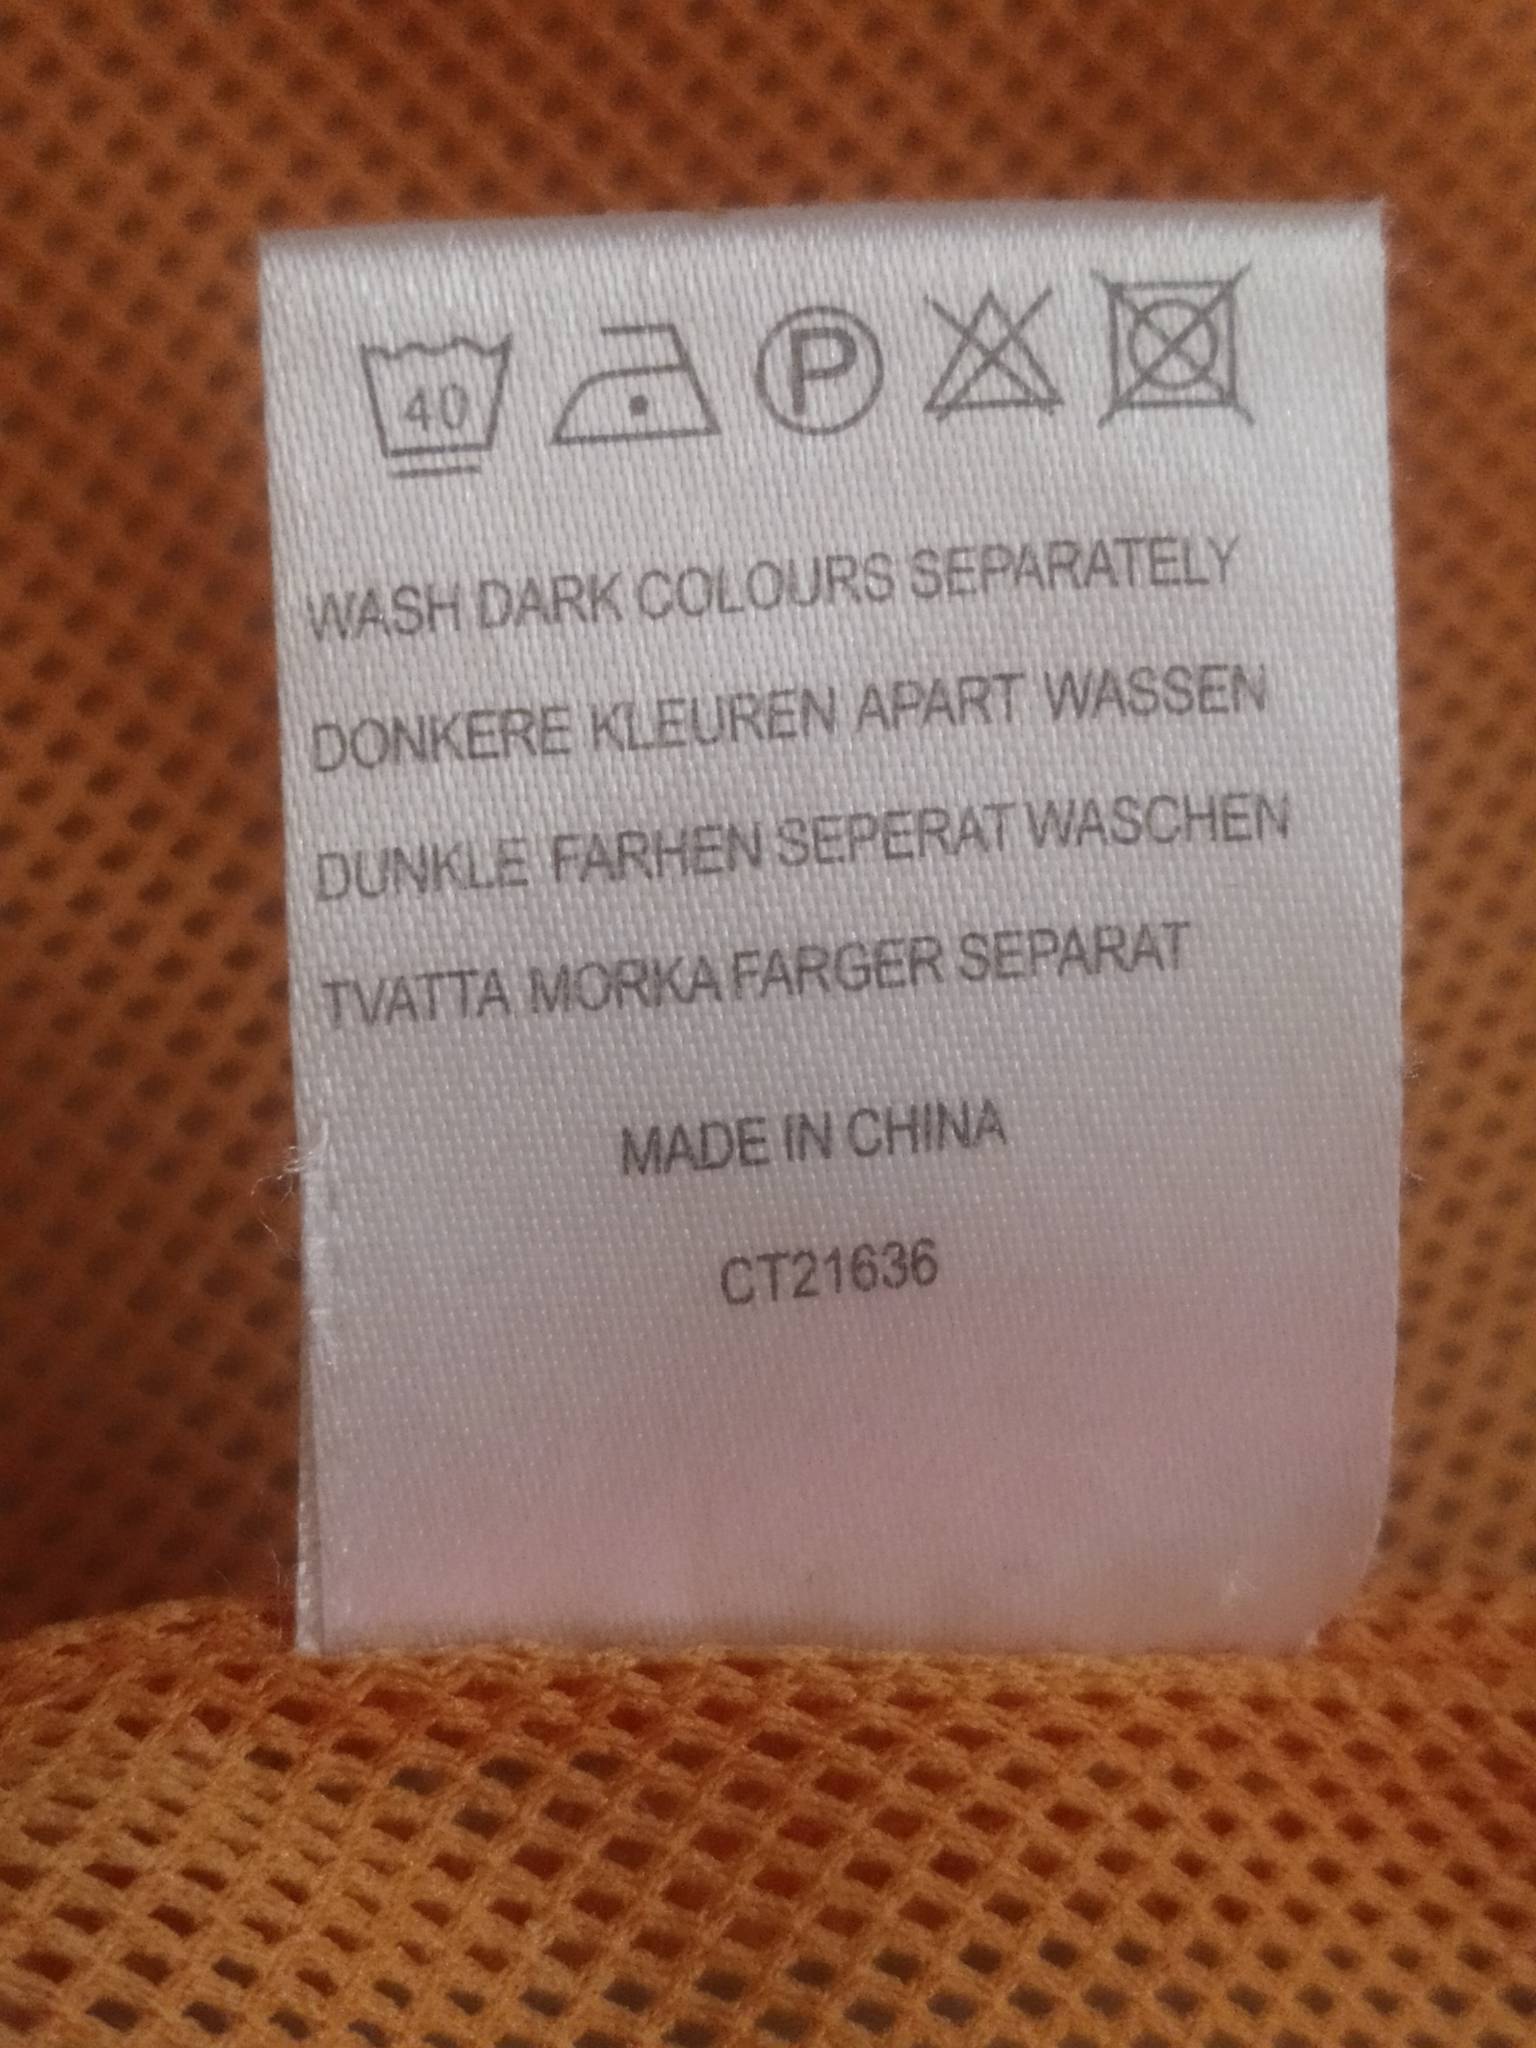 40
P
WASH DARK COLOURS SEPARATELY
DONKERE KLEUREN APART WASSEN
DUNKLE FARHEN SEPERAT WASCHEN
TVATTA MORKA FARGER SEPARAT
MADE IN CHINA
CT21636